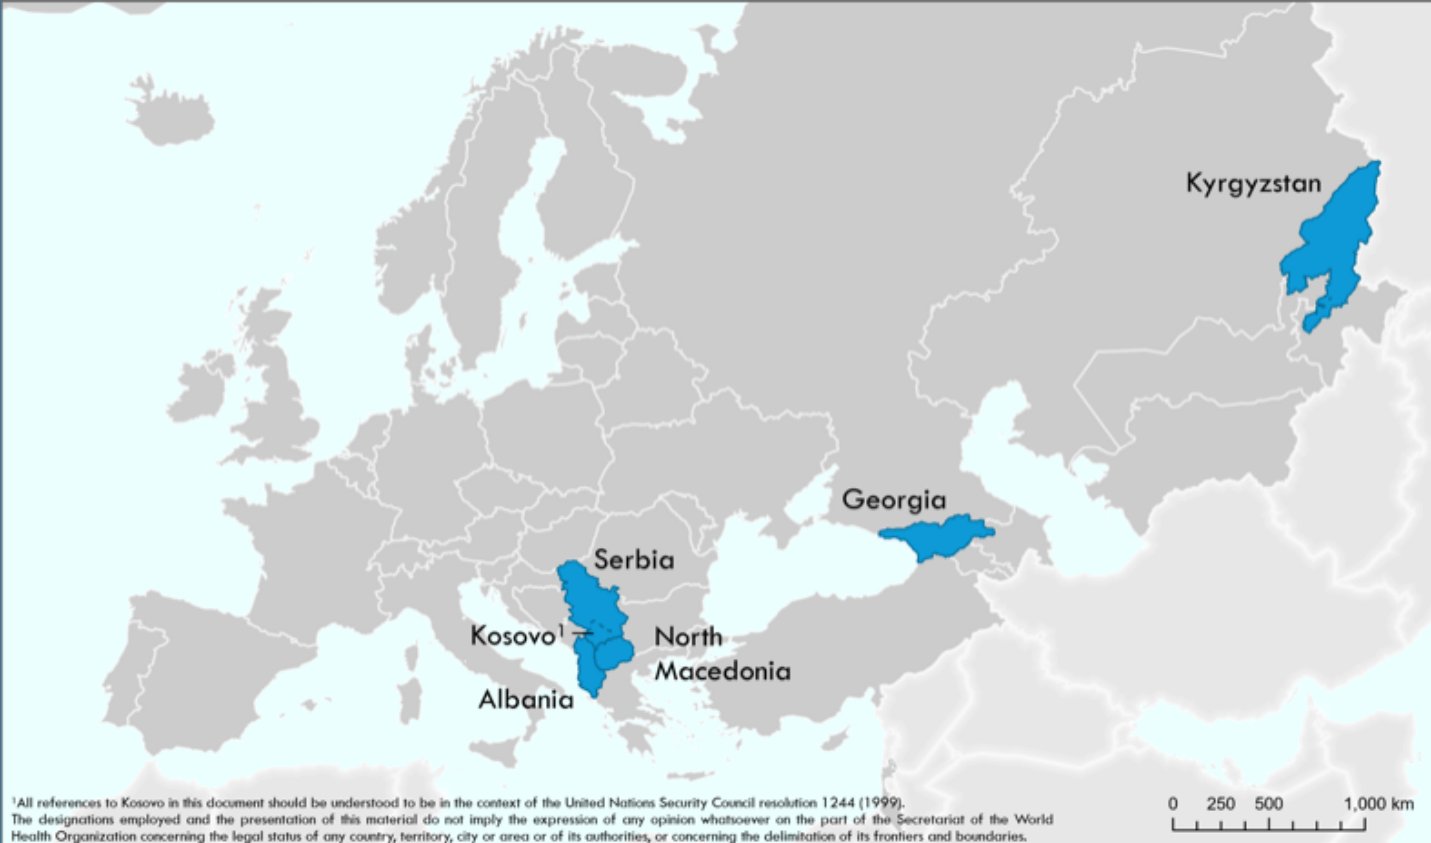 Kyrgyzstan
Georgia
Serbia
Kosovo¹
North
Macedonia
Albania
¹All references to Kosovo in this document should be understood to be in the context of the United Nations Security Council resolution 1244 (1999).
The designations employed and the presentation of this material do not imply the expression of any opinion whatsoever on the part of the Secretariat of the World
Health Organization concerning the legal status of any country, territory, city or area or of its authorities, or concerning the delimitation of its frontiers and boundaries.
0 250 500 1,000 km